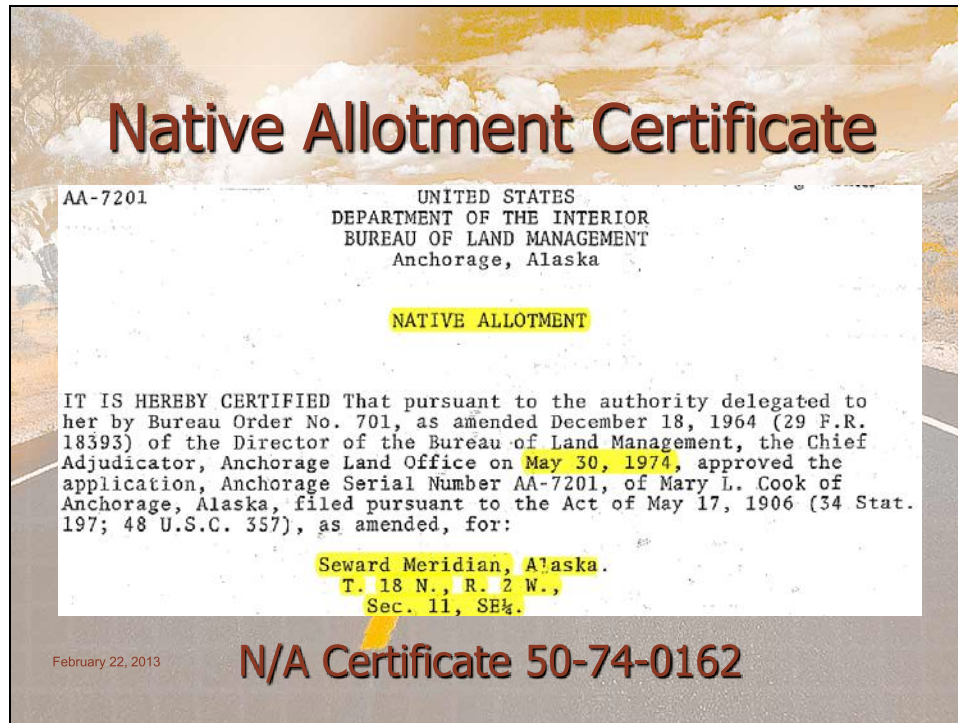 Native Allotment Certificate
AA-7201
UNITED STATES
DEPARTMENT OF THE INTERIOR
BUREAU OF LAND MANAGEMENT
Anchorage, Alaska
NATIVE ALLOTMENT
IT IS HEREBY CERTIFIED That pursuant to the authority delegated to
her by Bureau Order No. 701, as amended December 18, 1964 (29 F.R.
18393) of the Director of the Bureau of Land Management, the Chief
Adjudicator, Anchorage Land Office on May 30, 1974, approved the
application, Anchorage Serial Number AA-7201, of Mary L. Cook of
Anchorage, Alaska, filed pursuant to the Act of May 17, 1906 (34 Stat.
197; 48 U.S.C. 357), as amended, for:
Seward Meridian, Alaska.
T. 18 N., R. 2 W.,
Sec. 11, SE¼.
February 22, 2013
N/A Certificate 50-74-0162